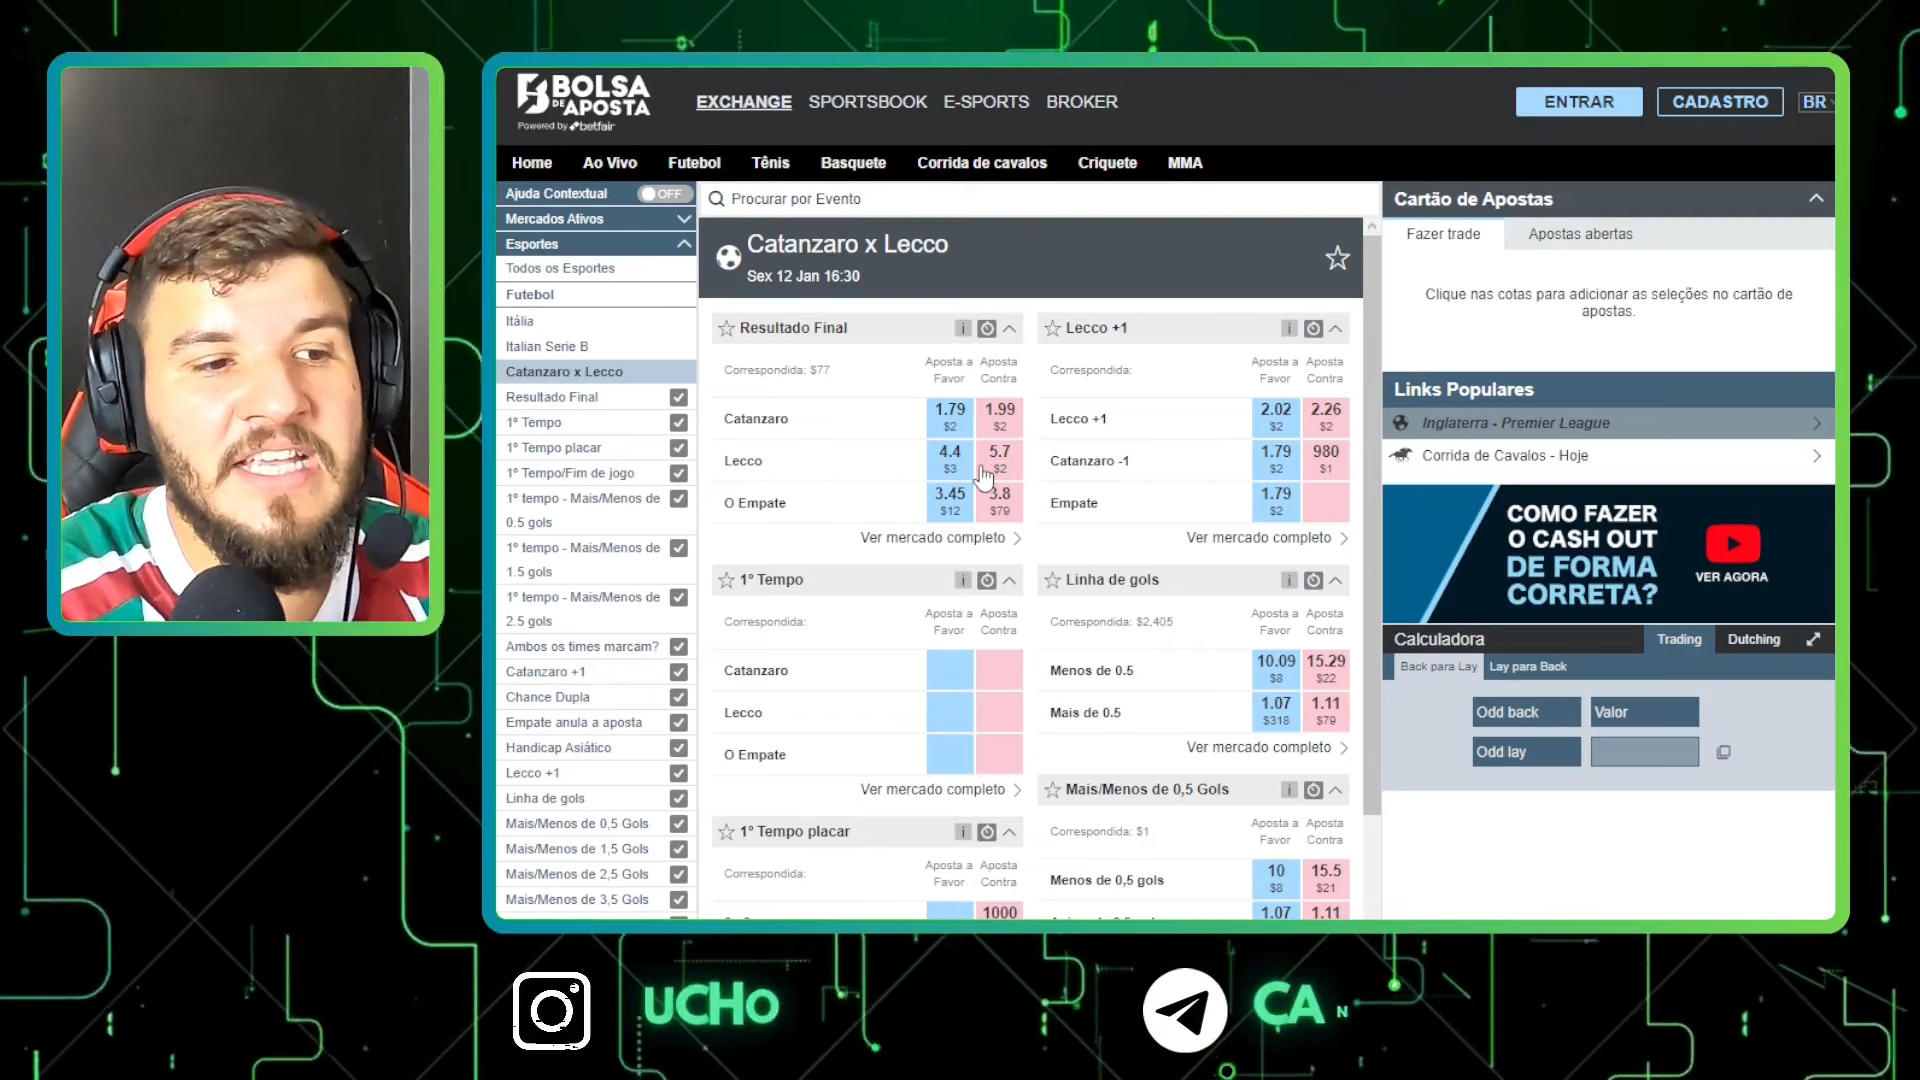 BOLSA
DE APOSTA
Powered by betfair
EXCHANGE SPORTSBOOK E-SPORTS BROKER
ENTRAR CADASTRO BR
Home Ao Vivo Futebol Tênis Basquete Corrida de cavalos Criquete MMA
Ajuda Contextual OFF
Mercados Ativos
Esportes
Todos os Esportes
Futebol
Itália
Italian Serie B
Catanzaro x Lecco
Resultado Final
1º Tempo
1º Tempo placar
1º Tempo/Fim de jogo
1º tempo - Mais/Menos de
0.5 gols
1º tempo - Mais/Menos de
1.5 gols
1º tempo - Mais/Menos de
2.5 gols
Ambos os times marcam?
Catanzaro +1
Chance Dupla
Empate anula a aposta
Handicap Asiático
Lecco +1
Linha de gols
Mais/Menos de 0,5 Gols
Mais/Menos de 1,5 Gols
Mais/Menos de 2,5 Gols
Mais/Menos de 3,5 Gols
Procurar por Evento
Catanzaro x Lecco
Sex 12 Jan 16:30
Resultado Final
Correspondida: $77
Aposta a Aposta
Favor Contra
Catanzaro 1.79 1.99
$2 $2
Lecco 4.4 5.7
$3 $2
O Empate 3.45 3.8
$12 $79
Ver mercado completo
1º Tempo
Correspondida:
Aposta a Aposta
Favor Contra
Catanzaro
Lecco
O Empate
Ver mercado completo
1º Tempo placar
Correspondida:
Aposta a Aposta
Favor Contra
1000
Lecco +1
Correspondida:
Aposta a Aposta
Favor Contra
Lecco +1 2.02 2.26
$2 $2
Catanzaro -1 1.79 980
$2 $1
Empate 1.79
$2
Ver mercado completo
Linha de gols
Correspondida: $2,405
Aposta a Aposta
Favor Contra
Menos de 0.5 10.09 15.29
$8 $22
Mais de 0.5 1.07 1.11
$318 $79
Ver mercado completo
Mais/Menos de 0,5 Gols
Correspondida: $1
Aposta a Aposta
Favor Contra
Menos de 0,5 gols 10 15.5
$8 $21
1.07 1.11
Cartão de Apostas
Fazer trade Apostas abertas
Clique nas cotas para adicionar as seleções no cartão de
apostas.
Links Populares
Inglaterra - Premier League
Corrida de Cavalos - Hoje
COMO FAZER
O CASH OUT
DE FORMA
CORRETA?
VER AGORA
Calculadora Trading Dutching
Back para Lay Lay para Back
Odd back Valor
Odd lay
UCHo
CA N